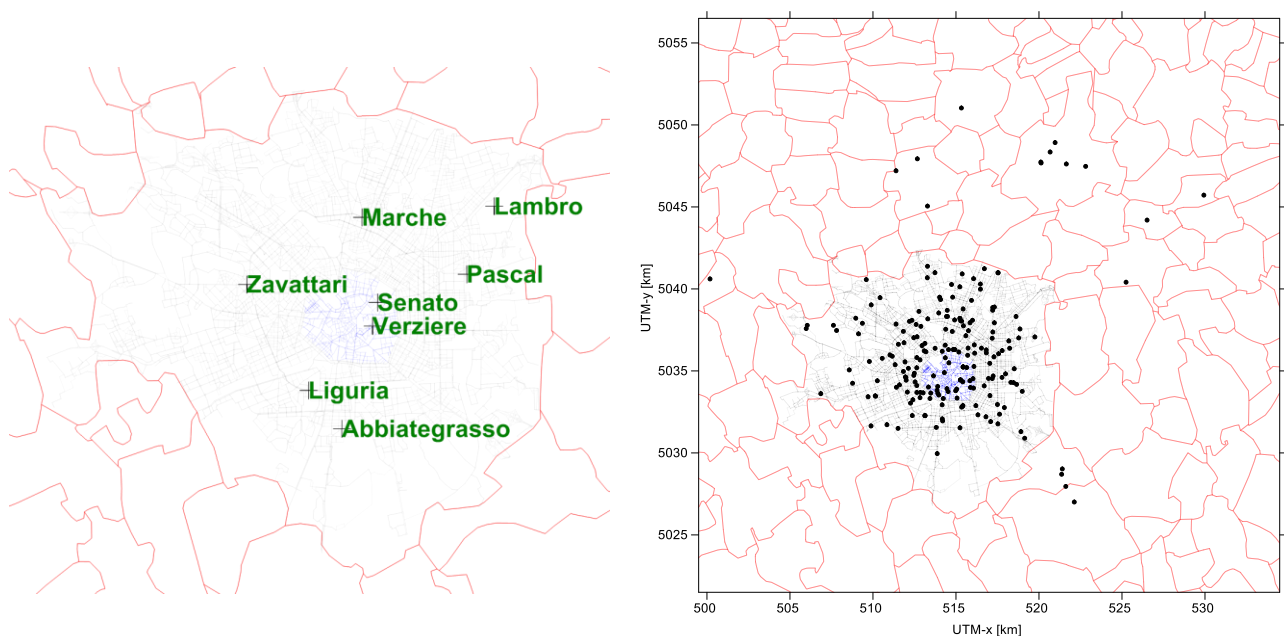 Lambro
Marche
Pascal
Zavattari
Senato
Verziere
Liguria
Abbiategrasso
UTM-y [km]
5055
5050
5045
5040
5035
5030
5025
500
505
510
515
520
525
530
UTM-x [km]